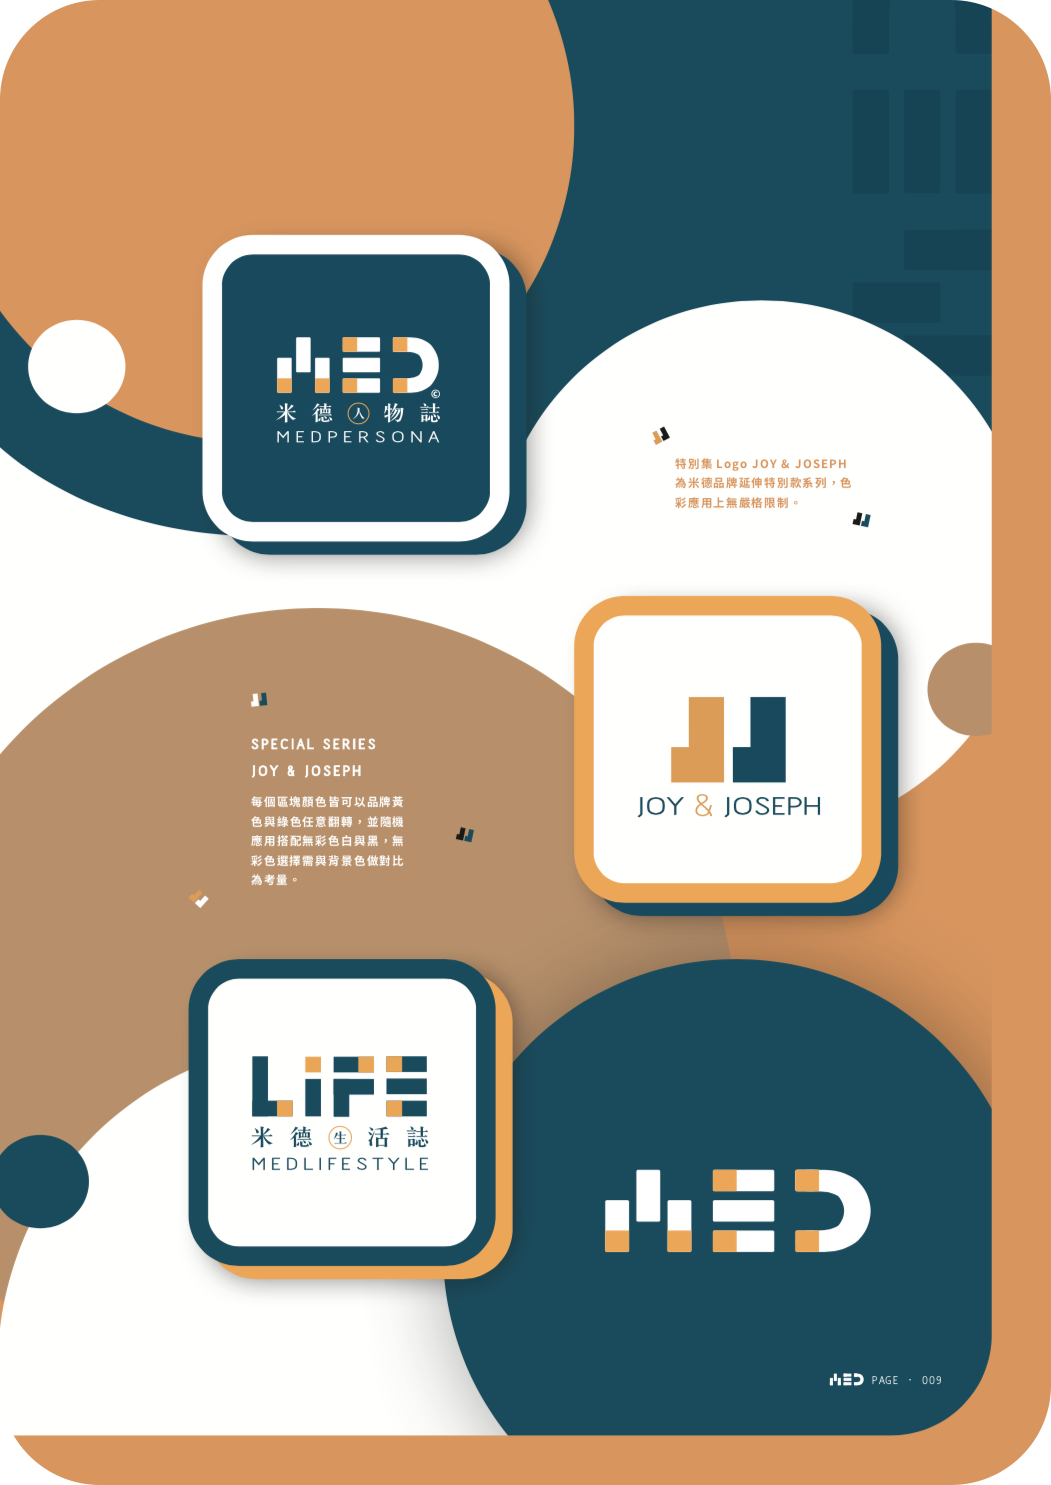 MED
©
米德人物誌
MEDPERSONA
特別集 Logo JOY & JOSEPH
為米德品牌延伸特別款系列，色
彩應用上無嚴格限制。
JOY & JOSEPH
SPECIAL SERIES
JOY & JOSEPH
每個區塊顏色皆可以品牌黃
色與綠色任意翻轉，並隨機
應用搭配無彩色白與黑，無
彩色選擇需與背景色做對比
為考量。
LiFE
米德生活誌
MEDLIFESTYLE
MED
MED PAGE · 009